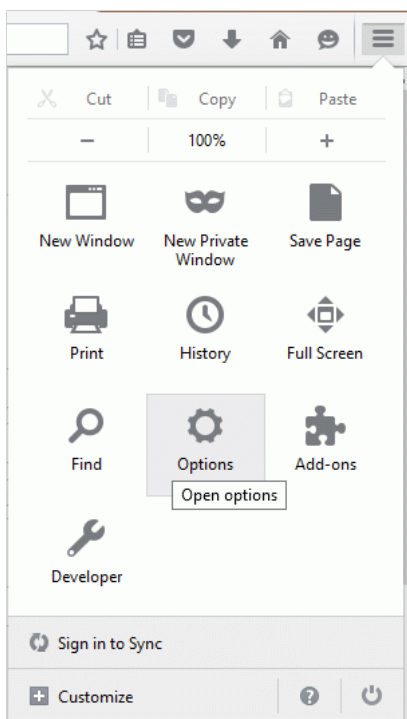 Cut Copy Paste
100%
New Window New Private Window Save Page
Print History Full Screen
Find Options Add-ons
Open options
Developer
Sign in to Sync
Customize